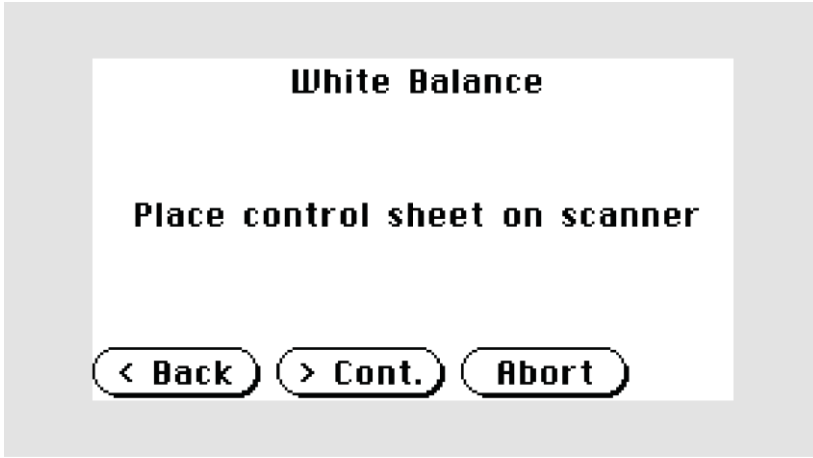 White Balance
Place control sheet on scanner
< Back > Cont. Abort